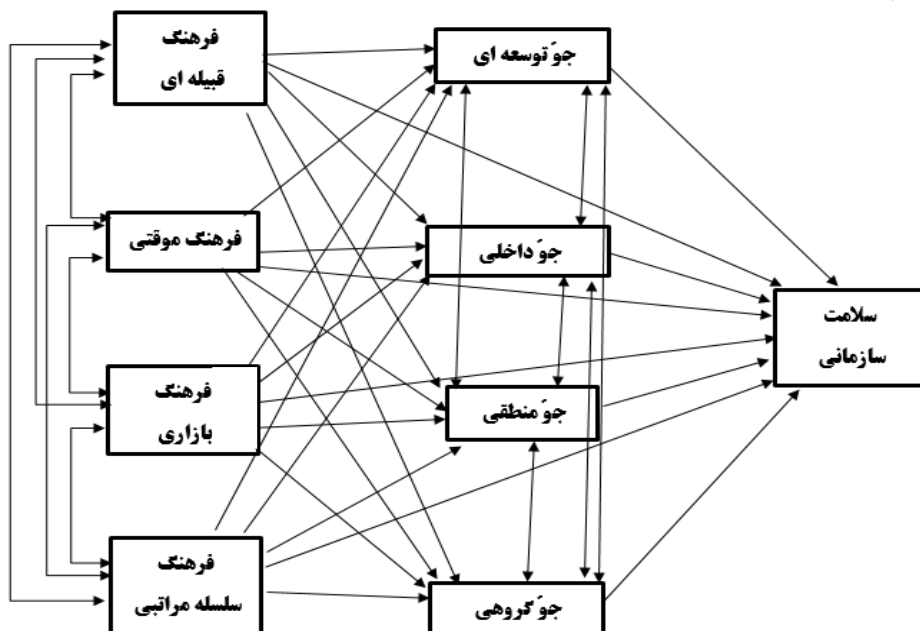 فرهنگ
قبیله ای
فرهنگ موقتی
فرهنگ
بازاری
فرهنگ
سلسله مراتبی
جوّ توسعه ای
جوّ داخلی
جوّ منطقی
جوّ گروهی
سلامت
سازمانی